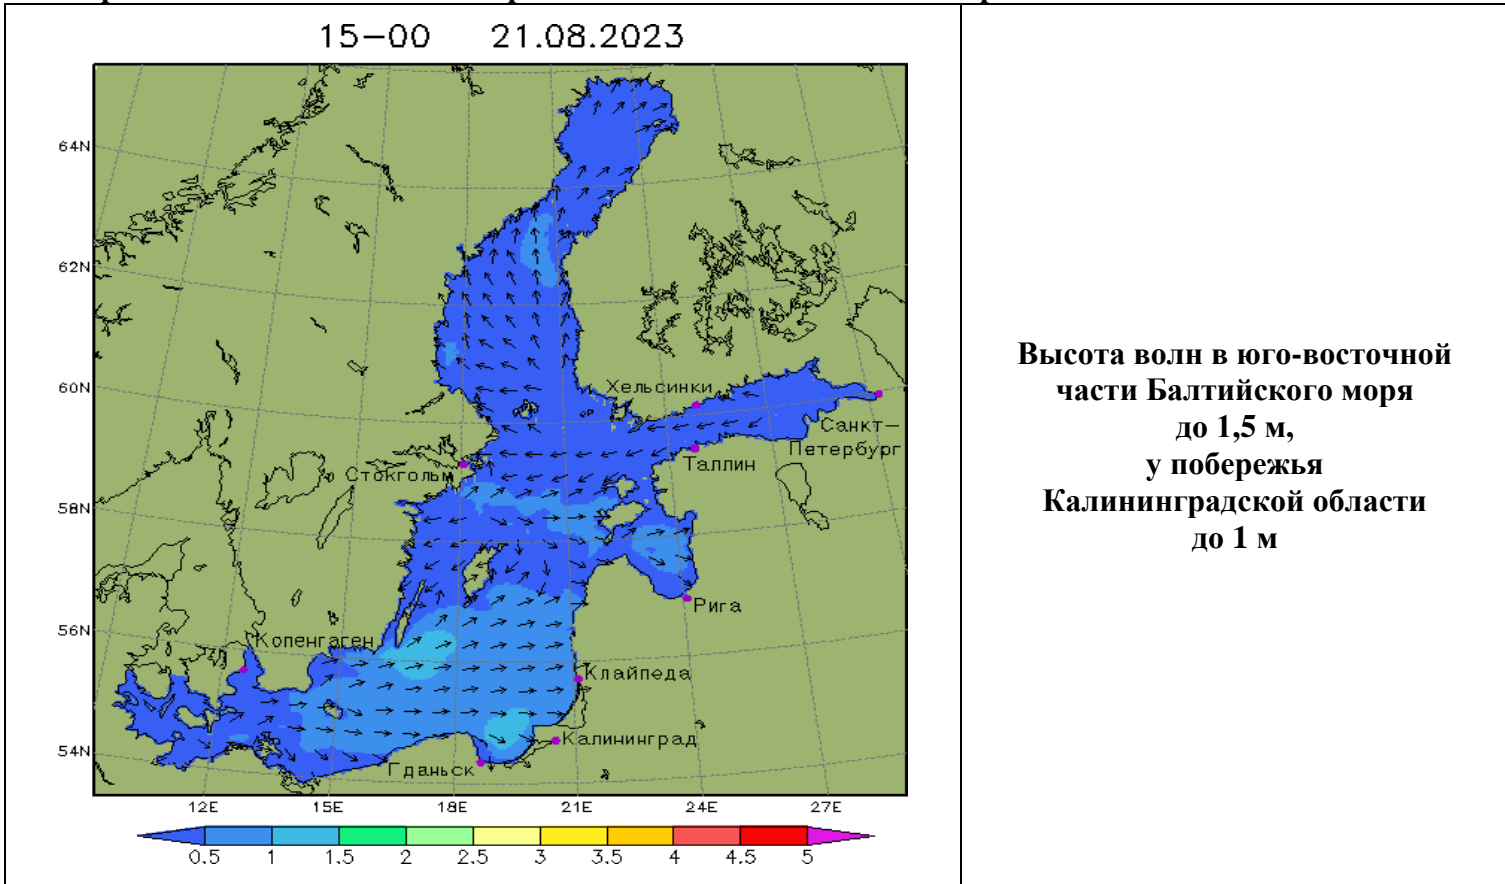 15-00 21.08.2023
64N
62N
60N
58N
56N
54N
Хельсинки
Санкт-
Петербург
Таллин
Стокгольм
Рига
Копенгаген
Клайпеда
Калининград
Гданьск
12E 15E 18E 21E 24E 27E
0.5 1 1.5 2 2.5 3 3.5 4 4.5 5
Высота волн в юго-восточной
части Балтийского моря
до 1,5 м,
у побережья
Калининградской области
до 1 м